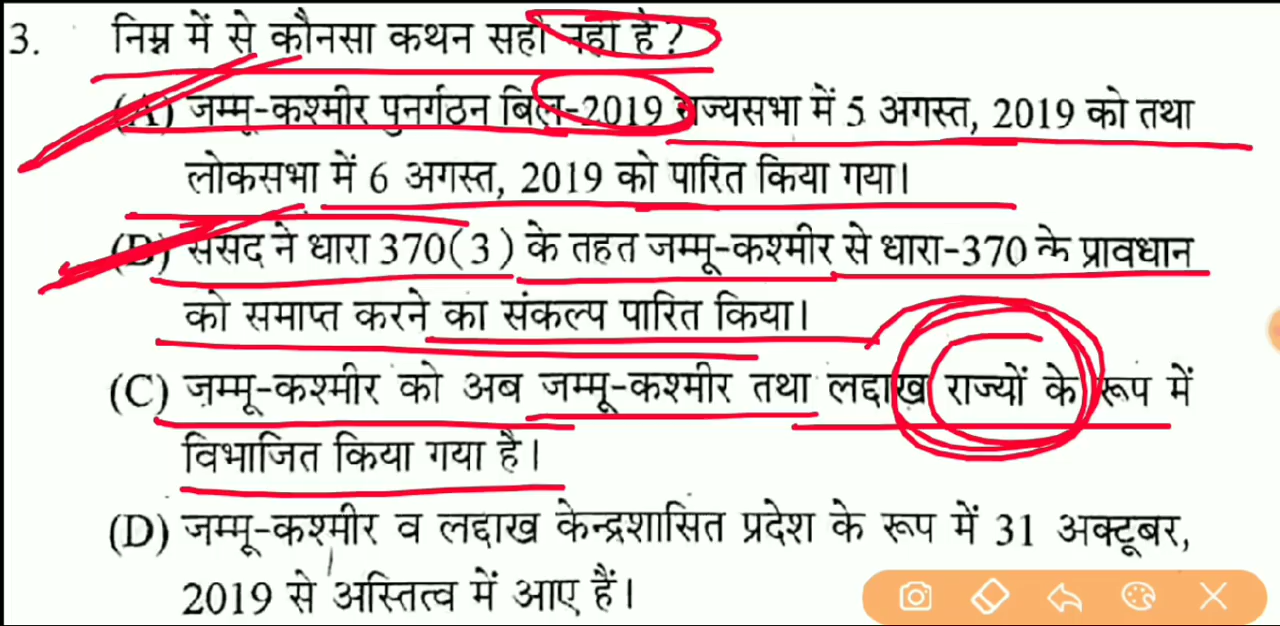 3. निम्न में से कौनसा कथन सही नहीं है?
(A) जम्मू-कश्मीर पुनर्गठन बिल-2019 राज्यसभा में 5 अगस्त, 2019 को तथा
लोकसभा में 6 अगस्त, 2019 को पारित किया गया।
(B) संसद ने धारा 370(3) के तहत जम्मू-कश्मीर से धारा-370 के प्रावधान
को समाप्त करने का संकल्प पारित किया।
(C) जम्मू-कश्मीर को अब जम्मू-कश्मीर तथा लद्दाख राज्यों के रूप में
विभाजित किया गया है।
(D) जम्मू-कश्मीर व लद्दाख केन्द्रशासित प्रदेश के रूप में 31 अक्टूबर,
2019 से अस्तित्व में आए हैं।